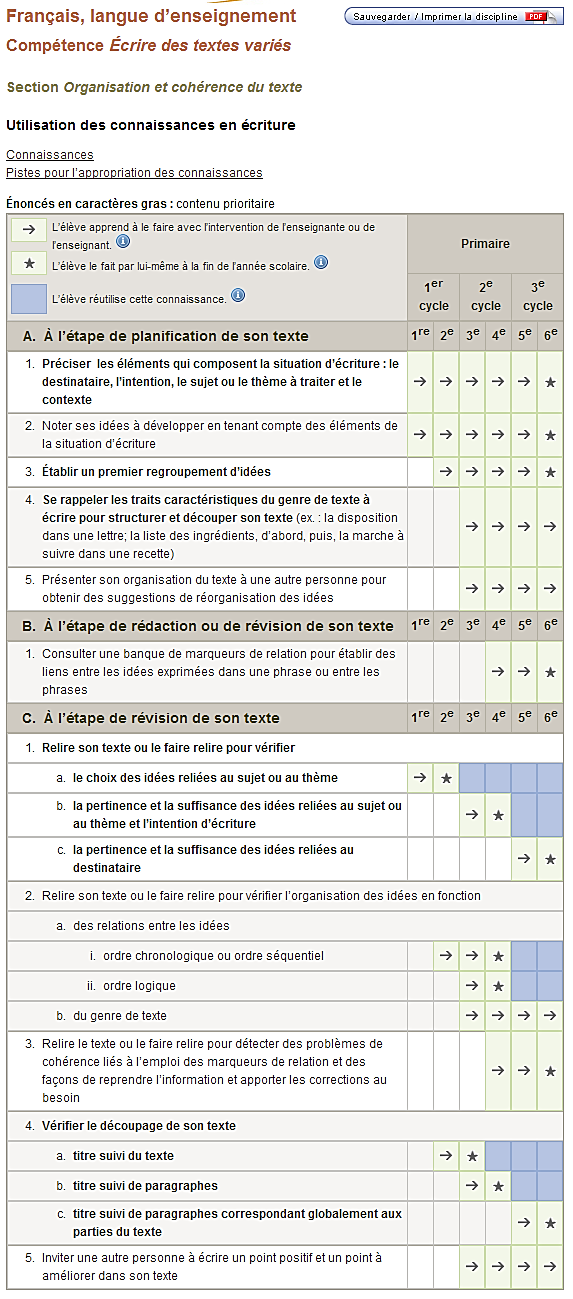 Français, langue d'enseignement
Sauvegarder / Imprimer la discipline PDF
Compétence Écrire des textes variés
Section Organisation et cohérence du texte
Utilisation des connaissances en écriture
Connaissances
Pistes pour l'appropriation des connaissances
Énoncés en caractères gras : contenu prioritaire
→ L'élève apprend à le faire avec l'intervention de l'enseignante ou de
l'enseignant. i
★ L'élève le fait par lui-même à la fin de l'année scolaire. i
L'élève réutilise cette connaissance. i
Primaire
1er cycle 2e cycle 3e cycle
A. À l'étape de planification de son texte 1re 2e 3e 4e 5e 6e
1. Préciser les éléments qui composent la situation d'écriture : le
destinataire, l'intention, le sujet ou le thème à traiter et le
contexte → → → → → ★
2. Noter ses idées à développer en tenant compte des éléments de
la situation d'écriture → → → → → ★
3. Établir un premier regroupement d'idées → → → → ★
4. Se rappeler les traits caractéristiques du genre de texte à
écrire pour structurer et découper son texte (ex. : la disposition
dans une lettre; la liste des ingrédients, d'abord, puis, la marche à
suivre dans une recette) → → → →
5. Présenter son organisation du texte à une autre personne pour
obtenir des suggestions de réorganisation des idées → → → →
B. À l'étape de rédaction ou de révision de son texte 1re 2e 3e 4e 5e 6e
1. Consulter une banque de marqueurs de relation pour établir des
liens entre les idées exprimées dans une phrase ou entre les
phrases → → ★
C. À l'étape de révision de son texte 1re 2e 3e 4e 5e 6e
1. Relire son texte ou le faire relire pour vérifier
a. le choix des idées reliées au sujet ou au thème → ★
b. la pertinence et la suffisance des idées reliées au sujet ou
au thème et l'intention d'écriture → ★
c. la pertinence et la suffisance des idées reliées au
destinataire → ★
2. Relire son texte ou le faire relire pour vérifier l'organisation des idées en fonction
a. des relations entre les idées
i. ordre chronologique ou ordre séquentiel → → ★
ii. ordre logique → ★
b. du genre de texte → → → →
3. Relire le texte ou le faire relire pour détecter des problèmes de
cohérence liés à l'emploi des marqueurs de relation et des
façons de reprendre l'information et apporter les corrections au
besoin → → ★
4. Vérifier le découpage de son texte
a. titre suivi du texte → ★
b. titre suivi de paragraphes → ★
c. titre suivi de paragraphes correspondant globalement aux
parties du texte → ★
5. Inviter une autre personne à écrire un point positif et un point à
améliorer dans son texte → → → →